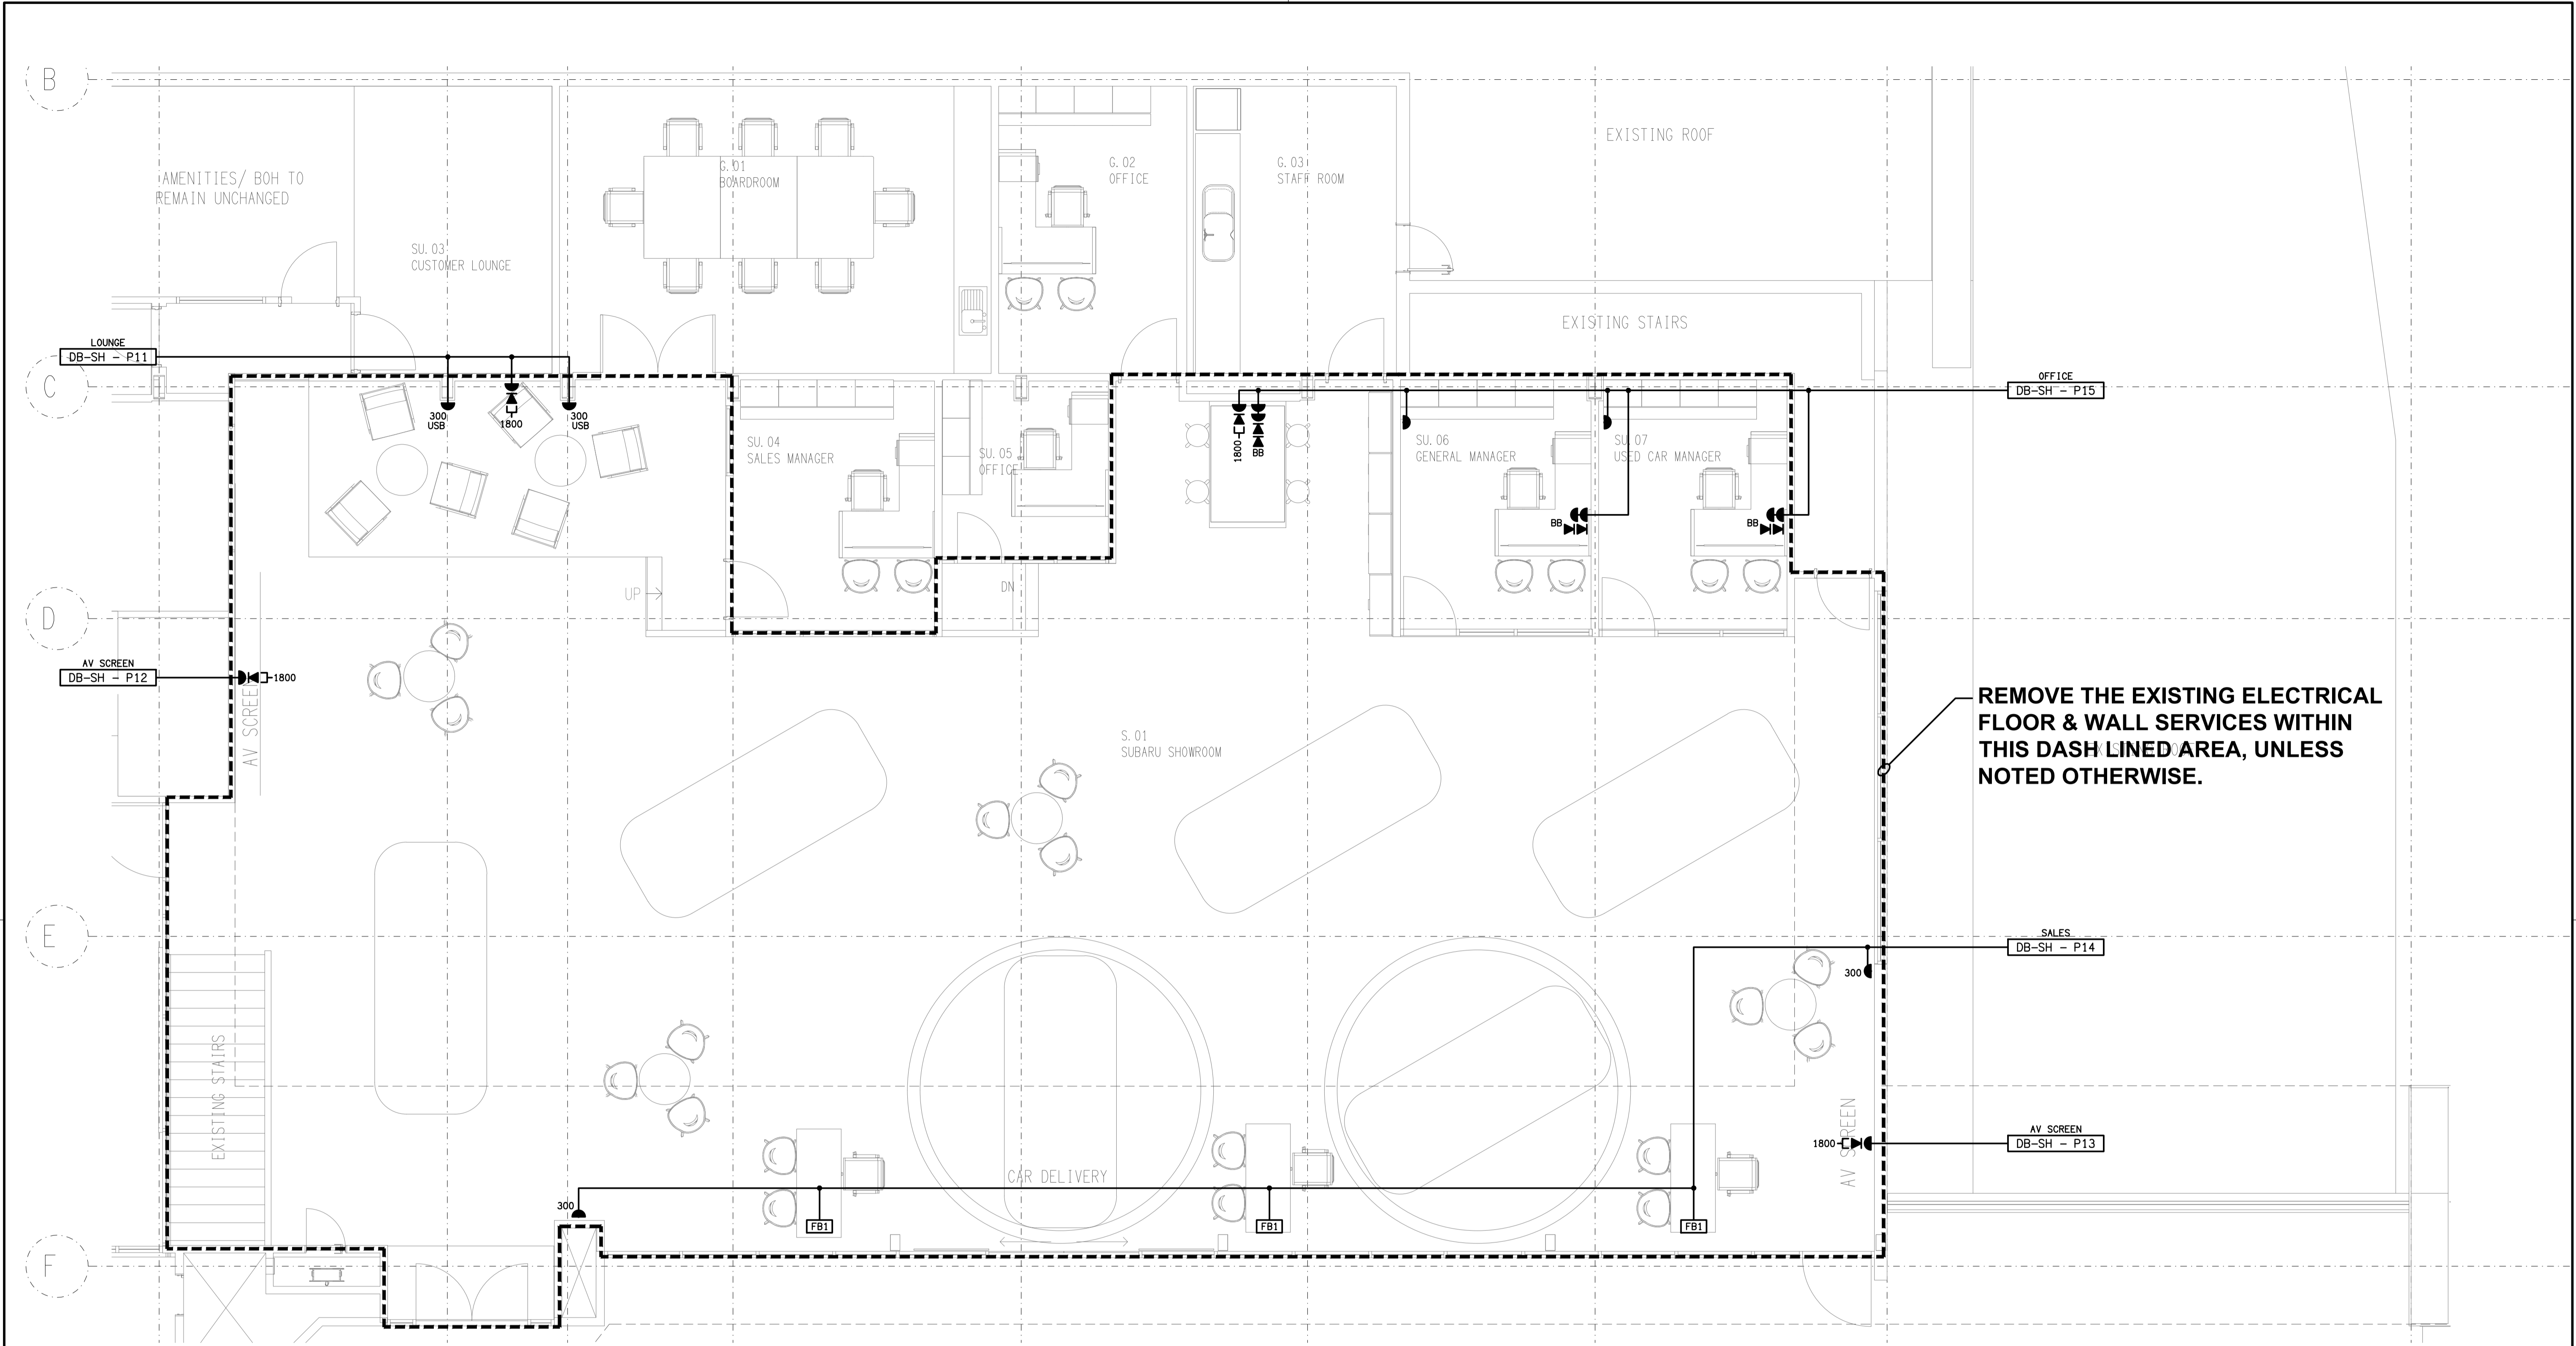 B
EXISTING ROOF
G.01
BOARDROOM
G.02
OFFICE
G.03
STAFF ROOM
AMENITIES/ BOH TO
REMAIN UNCHANGED
SU.03
CUSTOMER LOUNGE
EXISTING STAIRS
LOUNGE
DB-SH - P11
C
OFFICE
DB-SH - P15
300
USB
1800
300
USB
SU.04
SALES MANAGER
SU.05
OFFICE
1800
BB
SU.06
GENERAL MANAGER
SU.07
USED CAR MANAGER
BB
BB
UP
DN
D
AV SCREEN
DB-SH - P12
1800
AV SCREEN
S.01
SUBARU SHOWROOM
REMOVE THE EXISTING ELECTRICAL
FLOOR & WALL SERVICES WITHIN
THIS DASH LINED AREA, UNLESS
NOTED OTHERWISE.
E
SALES
DB-SH - P14
300
EXISTING STAIRS
AV SCREEN
1800
AV SCREEN
DB-SH - P13
CAR DELIVERY
300
FB1
FB1
FB1
F